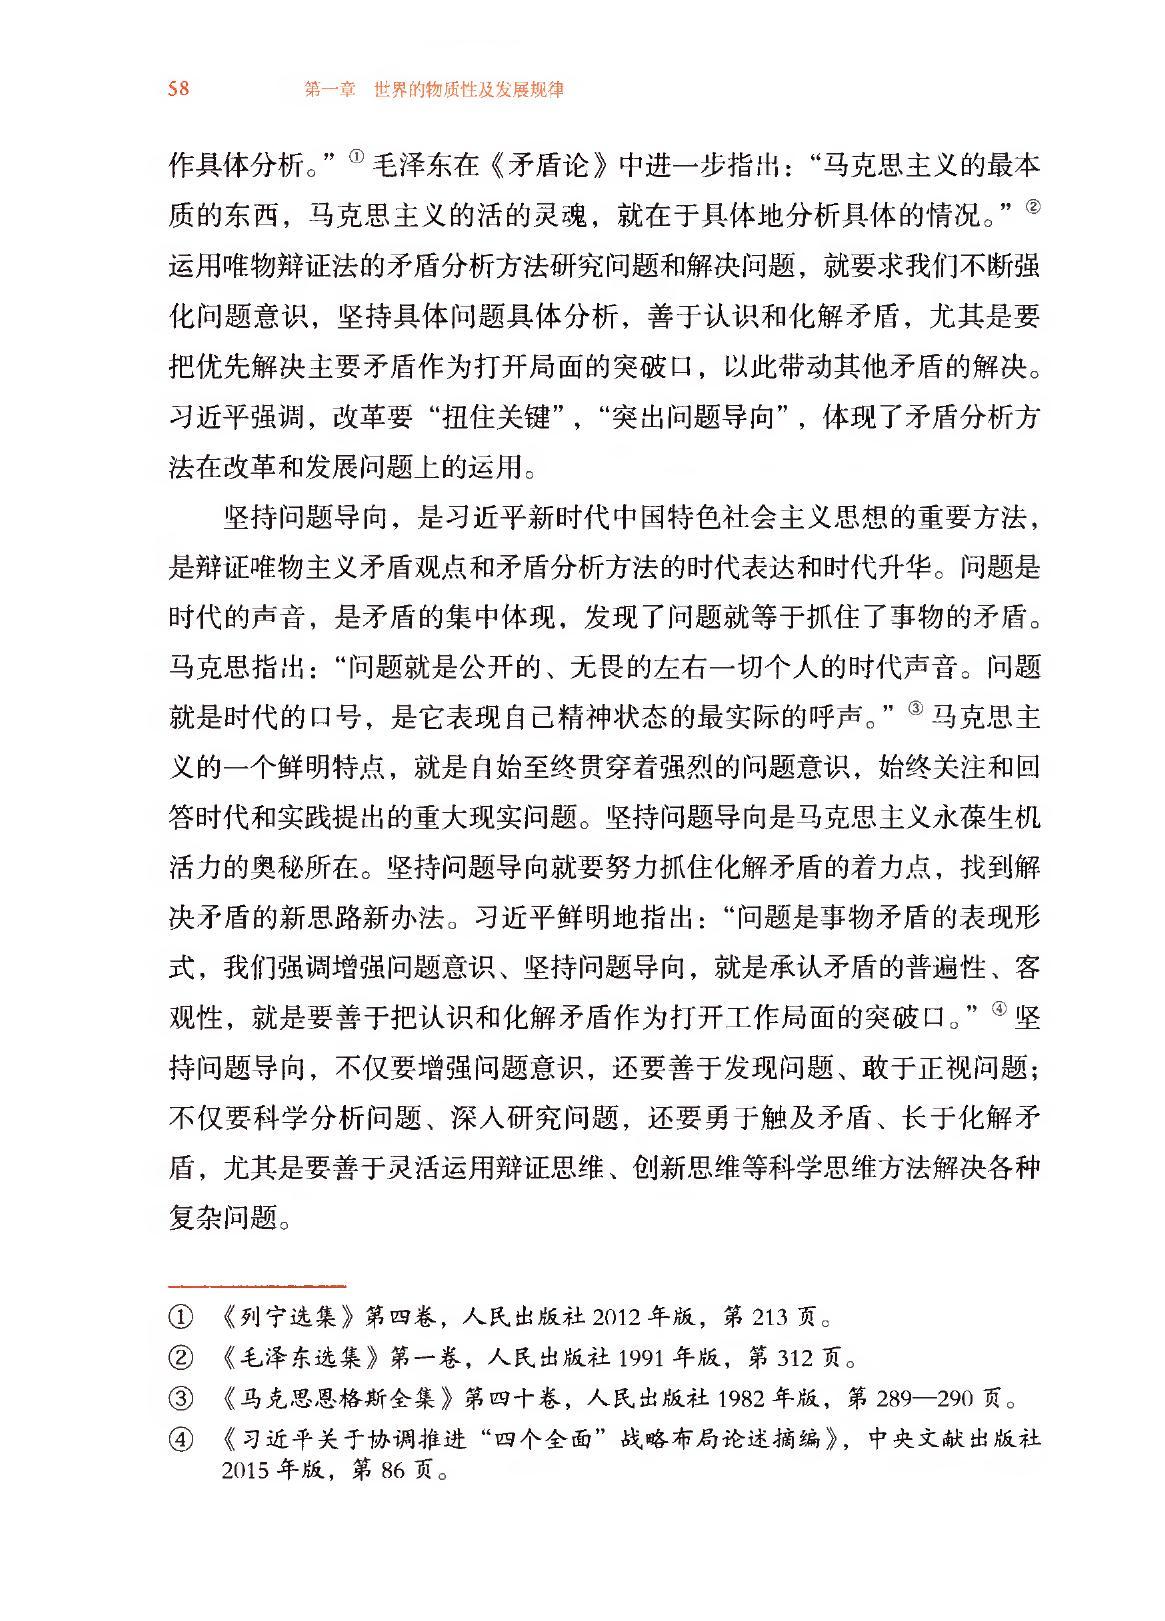 58 第一章 世界的物质性及发展规律
作具体分析。”①毛泽东在《矛盾论》中进一步指出：“马克思主义的最本
质的东西，马克思主义的活的灵魂，就在于具体地分析具体的情况。”②
运用唯物辩证法的矛盾分析方法研究问题和解决问题，就要求我们不断强
化问题意识，坚持具体问题具体分析，善于认识和化解矛盾，尤其是要
把优先解决主要矛盾作为打开局面的突破口，以此带动其他矛盾的解决。
习近平强调，改革要“扭住关键”，“突出问题导向”，体现了矛盾分析方
法在改革和发展问题上的运用。
坚持问题导向，是习近平新时代中国特色社会主义思想的重要方法，
是辩证唯物主义矛盾观点和矛盾分析方法的时代表达和时代升华。问题是
时代的声音，是矛盾的集中体现，发现了问题就等于抓住了事物的矛盾。
马克思指出：“问题就是公开的、无畏的左右一切个人的时代声音。问题
就是时代的口号，是它表现自己精神状态的最实际的呼声。”③马克思主
义的一个鲜明特点，就是自始至终贯穿着强烈的问题意识，始终关注和回
答时代和实践提出的重大现实问题。坚持问题导向是马克思主义永葆生机
活力的奥秘所在。坚持问题导向就要努力抓住化解矛盾的着力点，找到解
决矛盾的新思路新办法。习近平鲜明地指出：“问题是事物矛盾的表现形
式，我们强调增强问题意识、坚持问题导向，就是承认矛盾的普遍性、客
观性，就是要善于把认识和化解矛盾作为打开工作局面的突破口。”④坚
持问题导向，不仅要增强问题意识，还要善于发现问题、敢于正视问题；
不仅要科学分析问题、深入研究问题，还要勇于触及矛盾、长于化解矛
盾，尤其是要善于灵活运用辩证思维、创新思维等科学思维方法解决各种
复杂问题。
① 《列宁选集》第四卷，人民出版社 2012 年版，第 213 页。
② 《毛泽东选集》第一卷，人民出版社 1991 年版，第 312 页。
③ 《马克思恩格斯全集》第四十卷，人民出版社 1982 年版，第 289—290 页。
④ 《习近平关于协调推进“四个全面”战略布局论述摘编》，中央文献出版社
2015 年版，第 86 页。